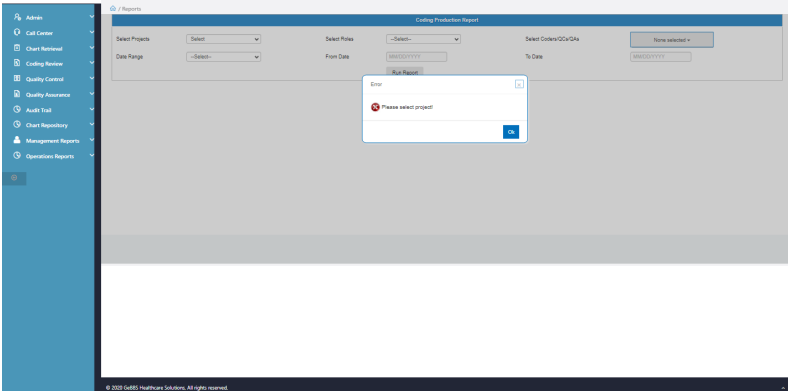 Admin
Call Center
Chart Retrieval
Coding Review
Quality Control
Quality Assurance
Audit Trail
Chart Repository
Management Reports
Operations Reports
/ Reports
Coding Production Report
Select Projects
Select
Select Roles
--Select--
Select Coders/QCs/QAs
None selected
Date Range
--Select--
From Date
MM/DD/YYYY
To Date
MM/DD/YYYY
Run Report
Error
x
Please select project!
Ok
© 2020 GeBBS Healthcare Solutions. All rights reserved.